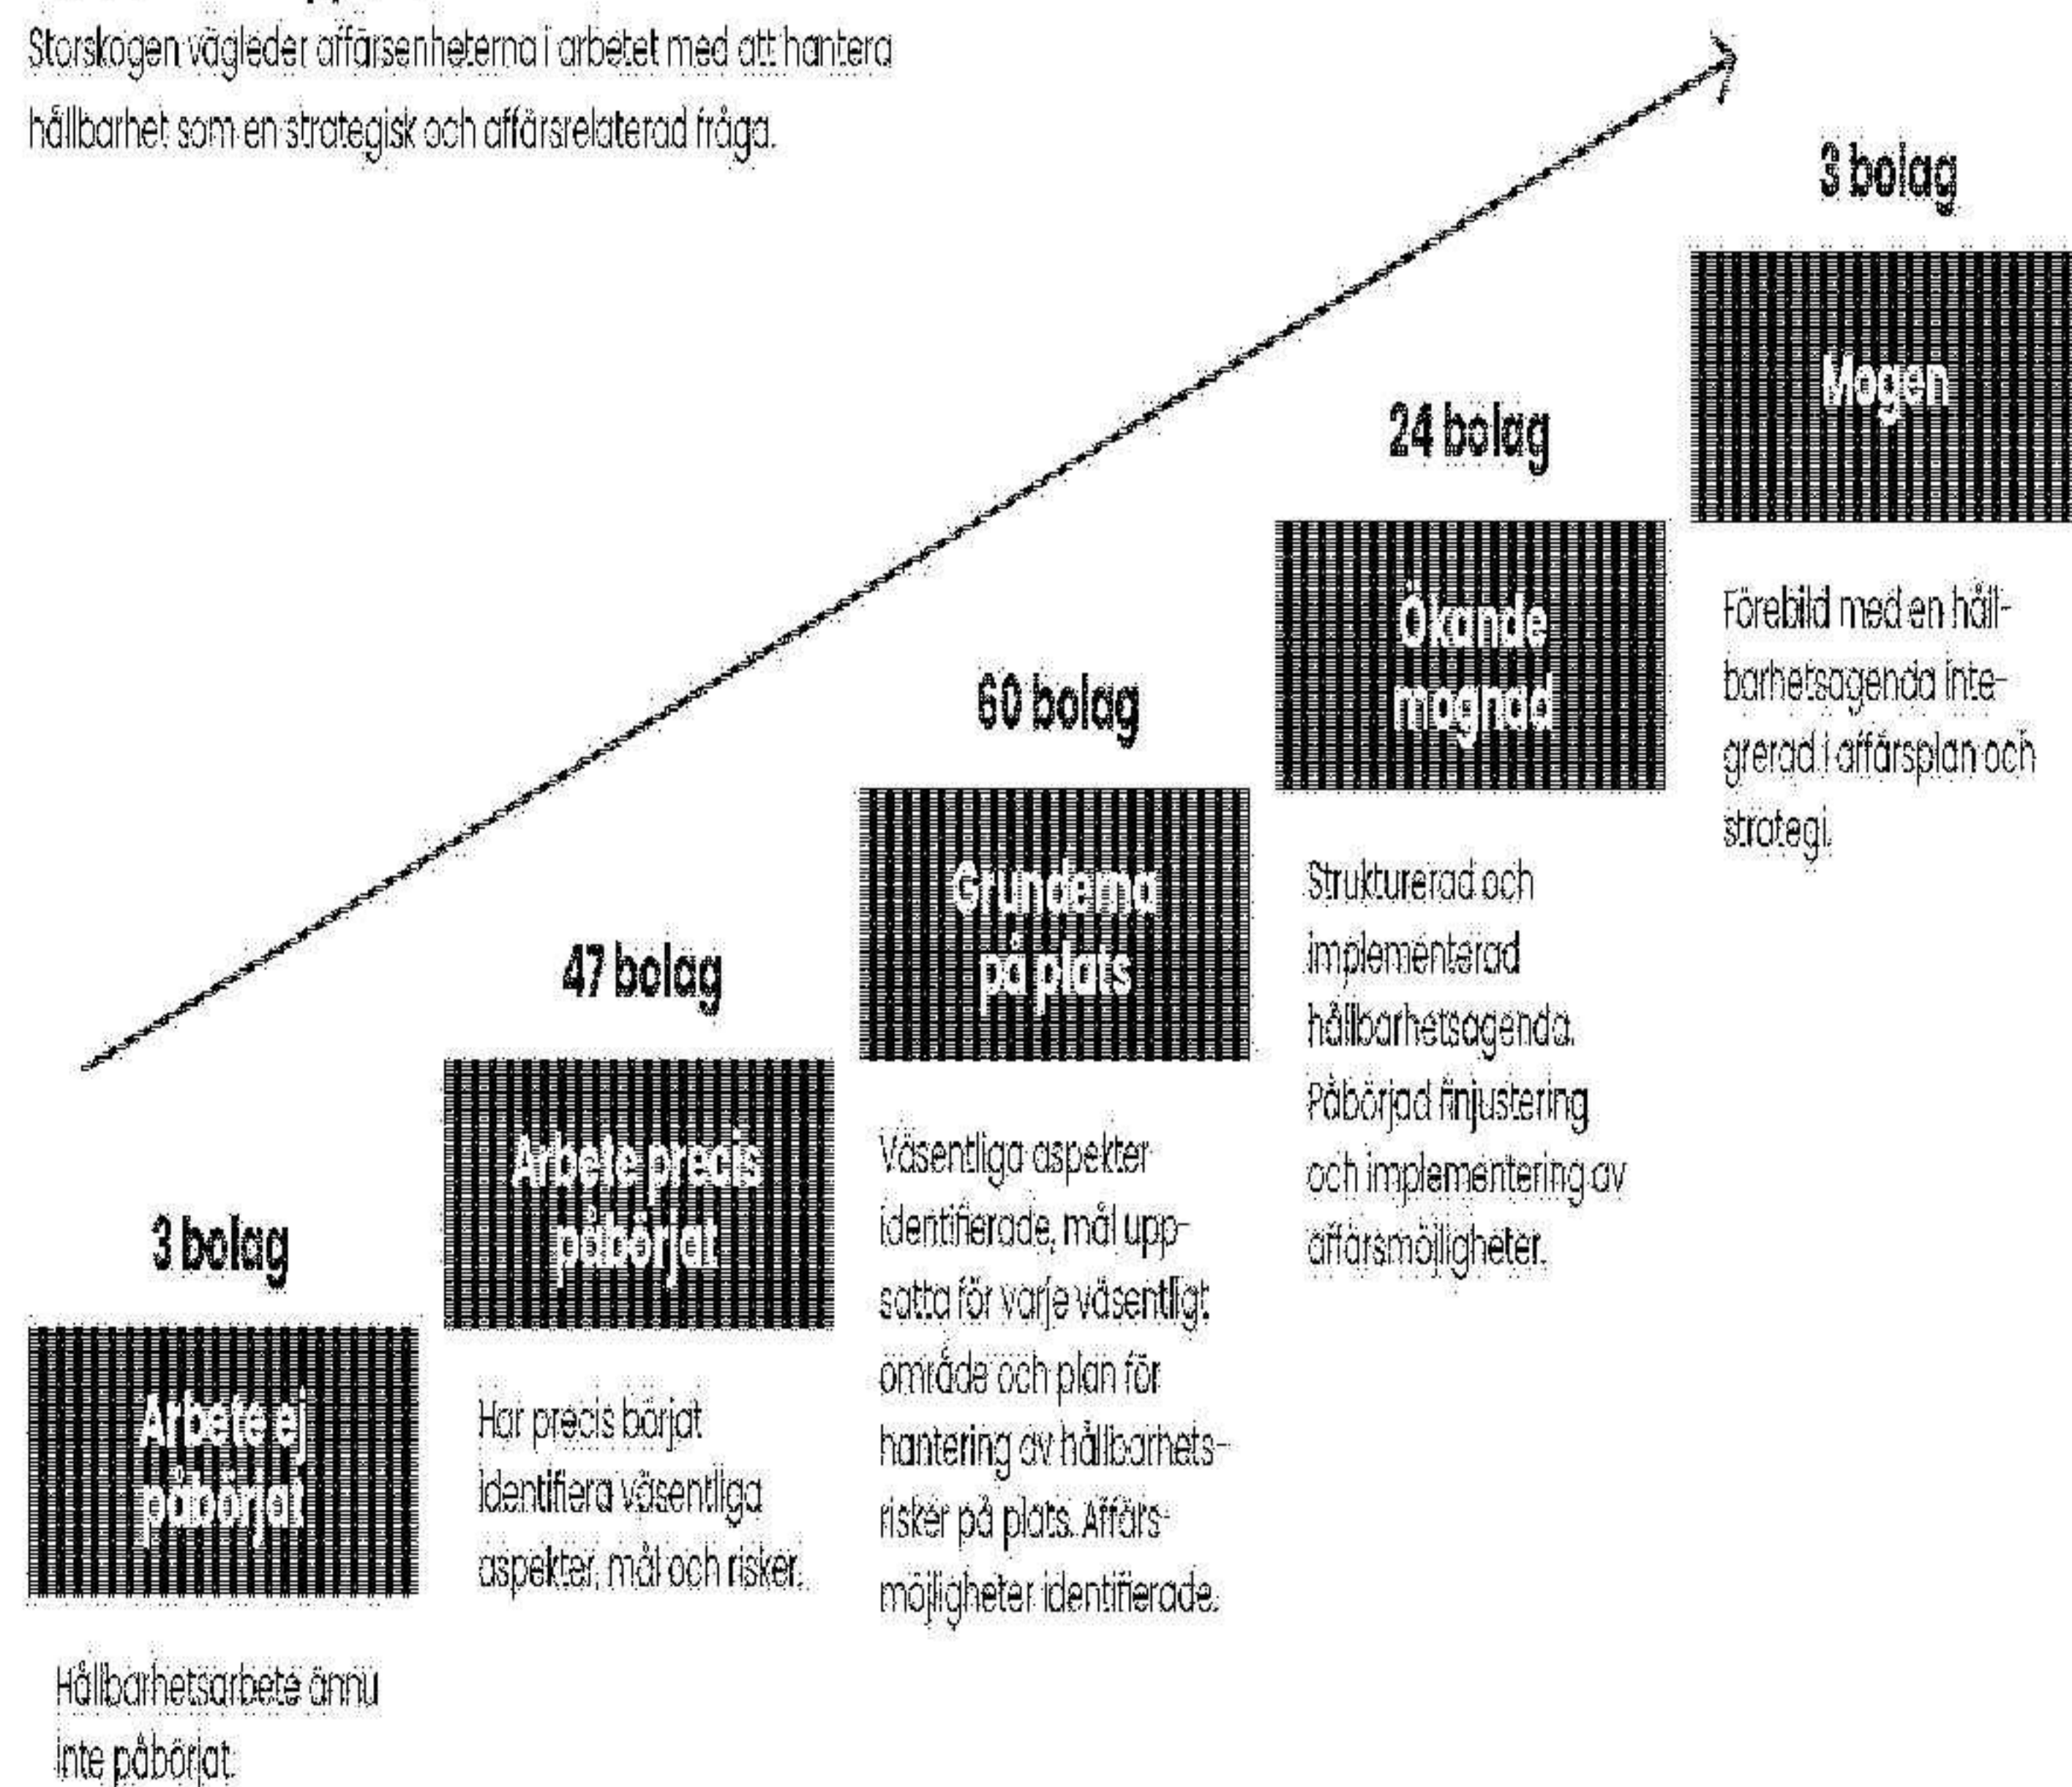 Storskogen vägleder affärsenheterna i arbetet med att hantera
hållbarhet som en strategisk och affärsrelaterad fråga.
3 bolag
Arbete ej
påbörjat
Hållbarhetsarbete ännu
inte påbörjat.
47 bolag
Arbete precis
påbörjat
Har precis börjat
identifiera väsentliga
aspekter, mål och risker.
60 bolag
Grunderna
på plats
Väsentliga aspekter
identifierade, mål upp-
satta för varje väsentligt
område och plan för
hantering av hållbarhets-
risker på plats. Affärs-
möjligheter identifierade.
24 bolag
Ökande
mognad
Strukturerad och
implementerad
hållbarhetsagenda.
Påbörjad finjustering
och implementering av
affärsmöjligheter.
3 bolag
Mogen
Förebild med en håll-
barhetsagenda inte-
grerad i affärsplan och
strategi.